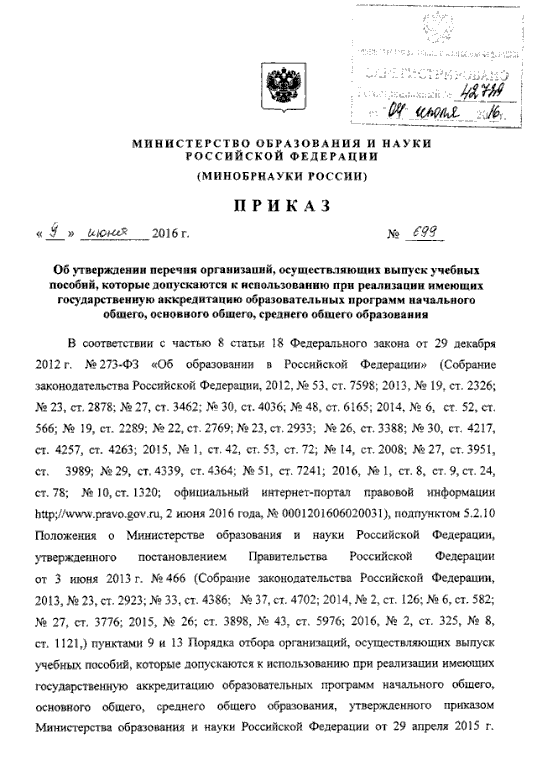 ЗАРЕГИСТРИРОВАНО
Регистрационный № 42729
от 04 июля 2016г.
МИНИСТЕРСТВО ОБРАЗОВАНИЯ И НАУКИ
РОССИЙСКОЙ ФЕДЕРАЦИИ
(МИНОБРНАУКИ РОССИИ)
ПРИКАЗ
« 9 » июня 2016 г. № 699
Об утверждении перечня организаций, осуществляющих выпуск учебных
пособий, которые допускаются к использованию при реализации имеющих
государственную аккредитацию образовательных программ начального
общего, основного общего, среднего общего образования
В соответствии с частью 8 статьи 18 Федерального закона от 29 декабря
2012 г. № 273-ФЗ «Об образовании в Российской Федерации» (Собрание
законодательства Российской Федерации, 2012, № 53, ст. 7598; 2013, № 19, ст. 2326;
№ 23, ст. 2878; № 27, ст. 3462; № 30, ст. 4036; № 48, ст. 6165; 2014, № 6, ст. 52, ст.
566; № 19, ст. 2289; № 22, ст. 2769; № 23, ст. 2933; № 26, ст. 3388; № 30, ст. 4217,
ст. 4257, ст. 4263; 2015, № 1, ст. 42, ст. 53, ст. 72; № 14, ст. 2008; № 27, ст. 3951,
ст. 3989; № 29, ст. 4339, ст. 4364; № 51, ст. 7241; 2016, № 1, ст. 8, ст. 9, ст. 24,
ст. 78; № 10, ст. 1320; официальный интернет-портал правовой информации
http;//www.pravo.gov.ru, 2 июня 2016 года, № 0001201606020031), подпунктом 5.2.10
Положения о Министерстве образования и науки Российской Федерации,
утвержденного постановлением Правительства Российской Федерации
от 3 июня 2013 г. № 466 (Собрание законодательства Российской Федерации,
2013, № 23, ст. 2923; № 33, ст. 4386; № 37, ст. 4702; 2014, № 2, ст. 126; № 6, ст. 582;
№ 27, ст. 3776; 2015, № 26; ст. 3898, № 43, ст. 5976; 2016, № 2, ст. 325, № 8,
ст. 1121,) пунктами 9 и 13 Порядка отбора организаций, осуществляющих выпуск
учебных пособий, которые допускаются к использованию при реализации имеющих
государственную аккредитацию образовательных программ начального общего,
основного общего, среднего общего образования, утвержденного приказом
Министерства образования и науки Российской Федерации от 29 апреля 2015 г.